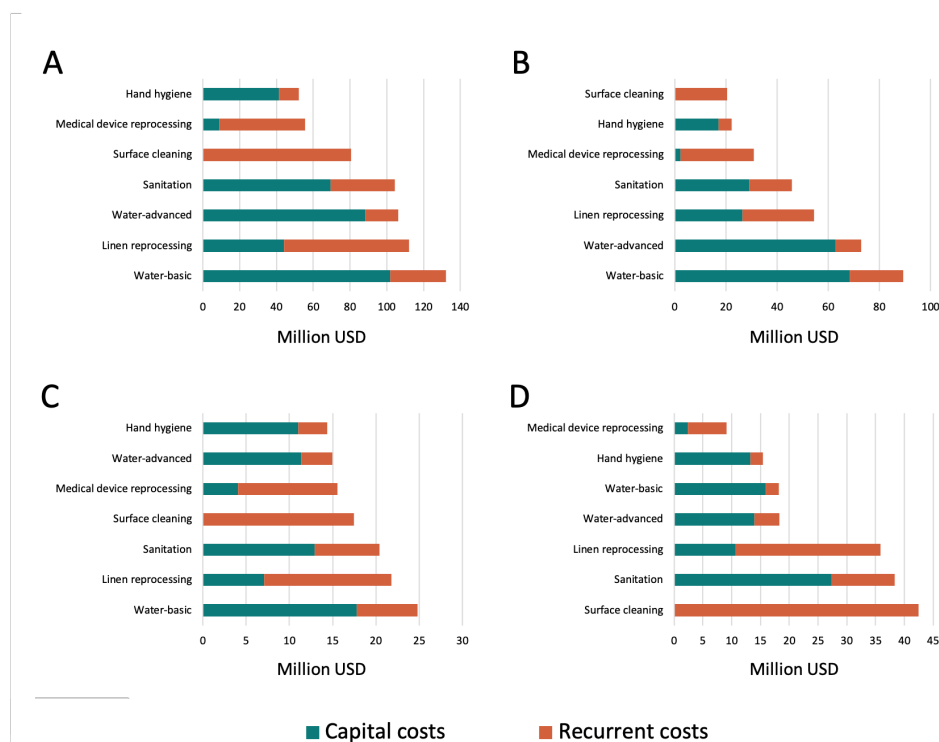 A
Hand hygiene
Medical device reprocessing
Surface cleaning
Sanitation
Water-advanced
Linen reprocessing
Water-basic
0 20 40 60 80 100 120 140
Million USD
B
Surface cleaning
Hand hygiene
Medical device reprocessing
Sanitation
Linen reprocessing
Water-advanced
Water-basic
0 20 40 60 80 100
Million USD
C
Hand hygiene
Water-advanced
Medical device reprocessing
Surface cleaning
Sanitation
Linen reprocessing
Water-basic
0 5 10 15 20 25 30
Million USD
D
Medical device reprocessing
Hand hygiene
Water-basic
Water-advanced
Linen reprocessing
Sanitation
Surface cleaning
0 5 10 15 20 25 30 35 40 45
Million USD
Capital costs Recurrent costs